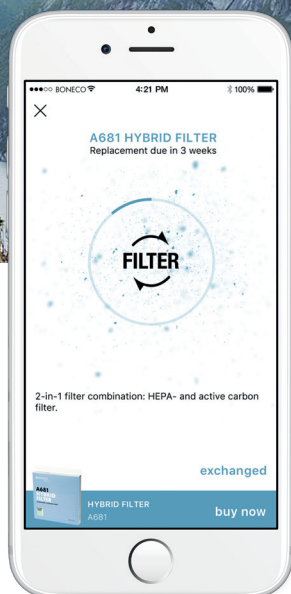 BONECO 4:21 PM 100%
A681 HYBRID FILTER
Replacement due in 3 weeks
FILTER
2-in-1 filter combination: HEPA- and active carbon
filter.
exchanged
A681
HYBRID
FILTER
HYBRID FILTER
A681
buy now